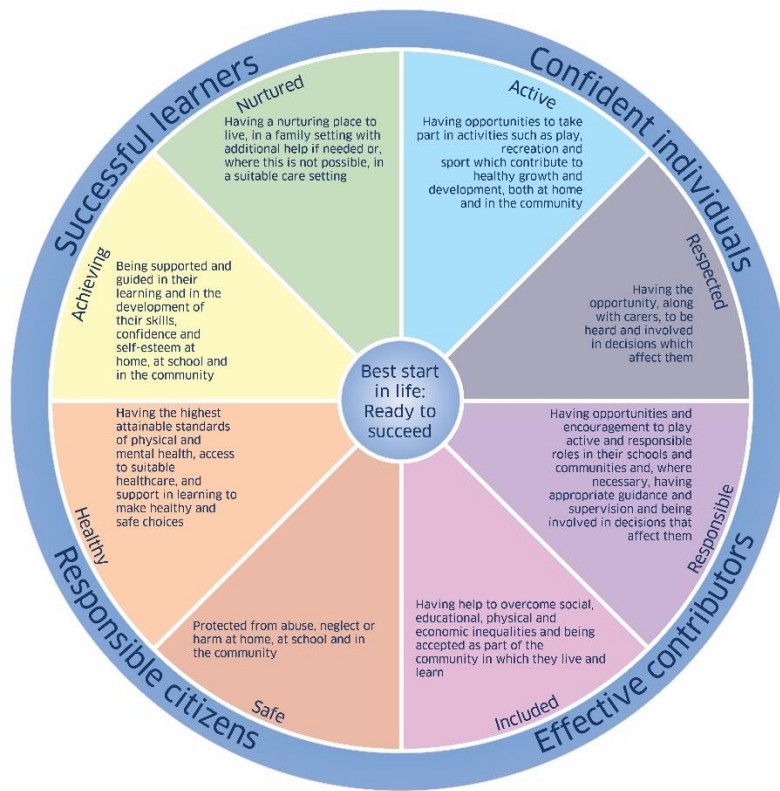 Successful learners
Confident individuals
Nurtured
Having a nurturing place to
live, in a family setting with
additional help if needed or,
where this is not possible, in
a suitable care setting
Active
Having opportunities to take
part in activities such as play,
recreation and
sport which contribute to
healthy growth and
development, both at home
and in the community
Achieving
Being supported and
guided in their
learning and in the
development of
their skills,
confidence and
self-esteem at
home, at school and
in the community
Respected
Having the
opportunity, along
with carers, to be
heard and involved
in decisions which
affect them
Best start
in life:
Ready to
succeed
Healthy
Having the highest
attainable standards
of physical and
mental health, access
to suitable
healthcare, and
support in learning to
make healthy and
safe choices
Responsible
Having opportunities and
encouragement to play
active and responsible
roles in their schools and
communities and, where
necessary, having
appropriate guidance and
supervision and being
involved in decisions that
affect them
Protected from abuse, neglect or
harm at home, at school and in
the community
Safe
Having help to overcome social,
educational, physical and
economic inequalities and being
accepted as part of the
community in which they live and
learn
Included
Responsible citizens
Effective contributors